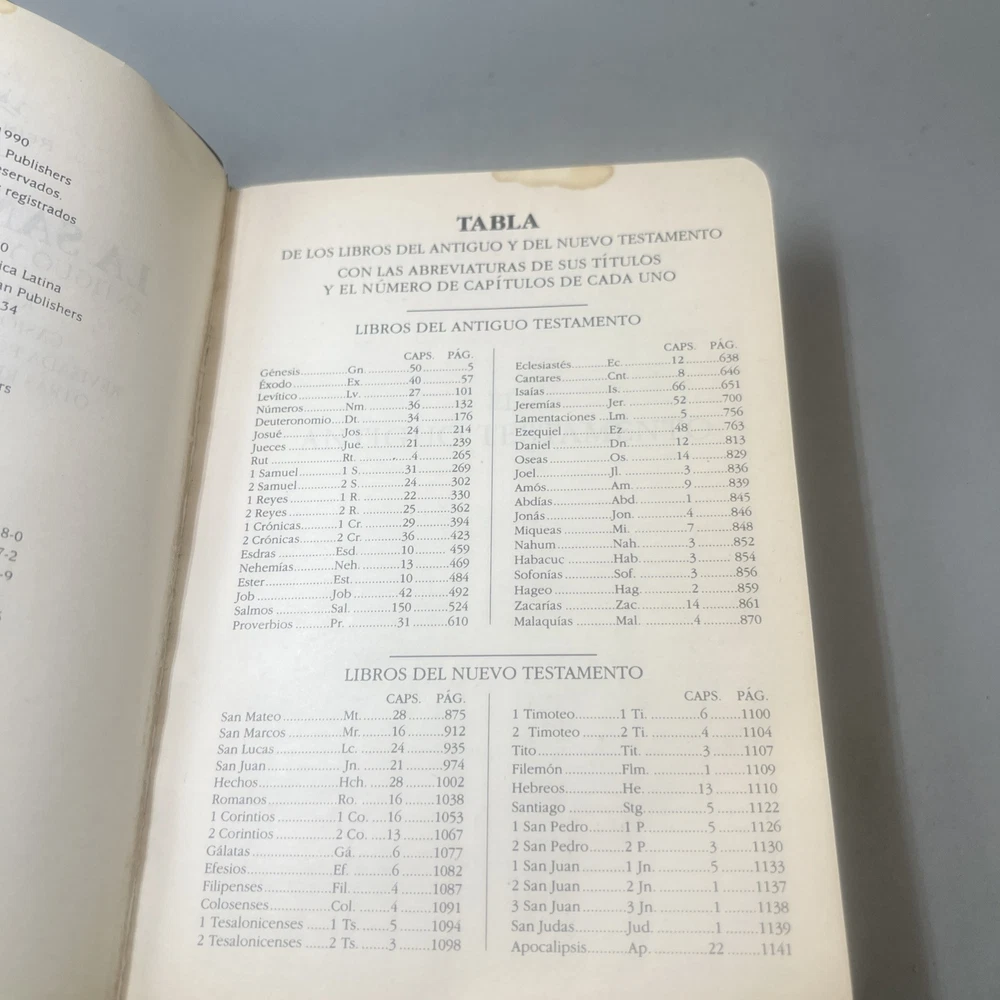 1990
Publishers
servados.
registrados
0
ica Latina
an Publishers
34
rs
8-0
7-2
-9
TABLA
DE LOS LIBROS DEL ANTIGUO Y DEL NUEVO TESTAMENTO
CON LAS ABREVIATURAS DE SUS TÍTULOS
Y EL NÚMERO DE CAPÍTULOS DE CADA UNO
LIBROS DEL ANTIGUO TESTAMENTO
CAPS. PÁG.
Génesis Gn. 50 5
Éxodo Ex. 40 57
Levítico Lv. 27 101
Números Nm. 36 132
Deuteronomio Dt. 34 176
Josué Jos. 24 214
Jueces Jue. 21 239
Rut Rt. 4 265
1 Samuel 1 S. 31 269
2 Samuel 2 S. 24 302
1 Reyes 1 R. 22 330
2 Reyes 2 R. 25 362
1 Crónicas 1 Cr. 29 394
2 Crónicas 2 Cr. 36 423
Esdras Esd. 10 459
Nehemías Neh. 13 469
Ester Est. 10 484
Job Job 42 492
Salmos Sal. 150 524
Proverbios Pr. 31 610
CAPS. PÁG.
Eclesiastés Ec. 12 638
Cantares Cnt. 8 646
Isaías Is. 66 651
Jeremías Jer. 52 700
Lamentaciones Lm. 5 756
Ezequiel Ez. 48 763
Daniel Dn. 12 813
Oseas Os. 14 829
Joel Jl. 3 836
Amós Am. 9 839
Abdías Abd. 1 845
Jonás Jon. 4 846
Miqueas Mi. 7 848
Nahum Nah. 3 852
Habacuc Hab. 3 854
Sofonías Sof. 3 856
Hageo Hag. 2 859
Zacarías Zac. 14 861
Malaquías Mal. 4 870
LIBROS DEL NUEVO TESTAMENTO
CAPS. PÁG.
San Mateo Mt. 28 875
San Marcos Mr. 16 912
San Lucas Lc. 24 935
San Juan Jn. 21 974
Hechos Hch. 28 1002
Romanos Ro. 16 1038
1 Corintios 1 Co. 16 1053
2 Corintios 2 Co. 13 1067
Gálatas Gá. 6 1077
Efesios Ef. 6 1082
Filipenses Fil. 4 1087
Colosenses Col. 4 1091
1 Tesalonicenses 1 Ts. 5 1094
2 Tesalonicenses 2 Ts. 3 1098
CAPS. PÁG.
1 Timoteo 1 Ti. 6 1100
2 Timoteo 2 Ti. 4 1104
Tito Tit. 3 1107
Filemón Flm. 1 1109
Hebreos He. 13 1110
Santiago Stg. 5 1122
1 San Pedro 1 P. 5 1126
2 San Pedro 2 P. 3 1130
1 San Juan 1 Jn. 5 1133
2 San Juan 2 Jn. 1 1137
3 San Juan 3 Jn. 1 1138
San Judas Jud. 1 1139
Apocalipsis Ap. 22 1141